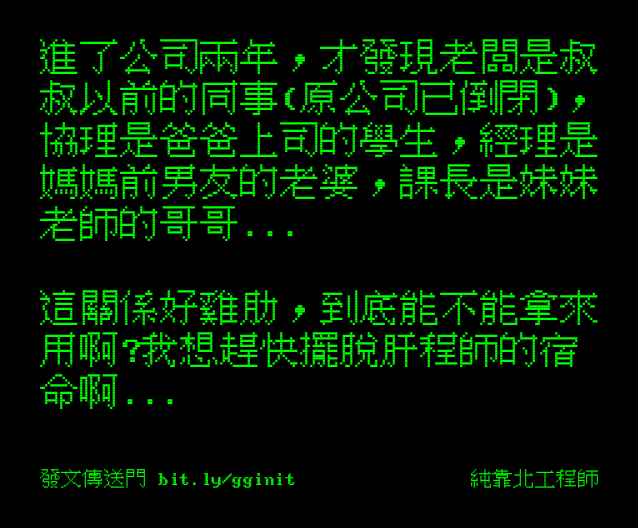 進了公司兩年，才發現老闆是叔
叔以前的同事(原公司已倒閉)，
協理是爸爸上司的學生，經理是
媽媽前男友的老婆，課長是妹妹
老師的哥哥...
這關係好雞肋，到底能不能拿來
用啊?我想趕快擺脫肝程師的宿
命啊...
發文傳送門 bit.ly/gginit
純靠北工程師